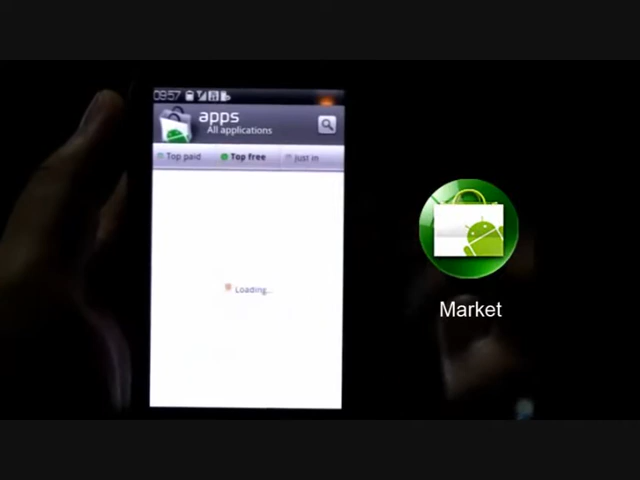 09:57
apps
All applications
Top paid
Top free
Just in
Loading...
Market